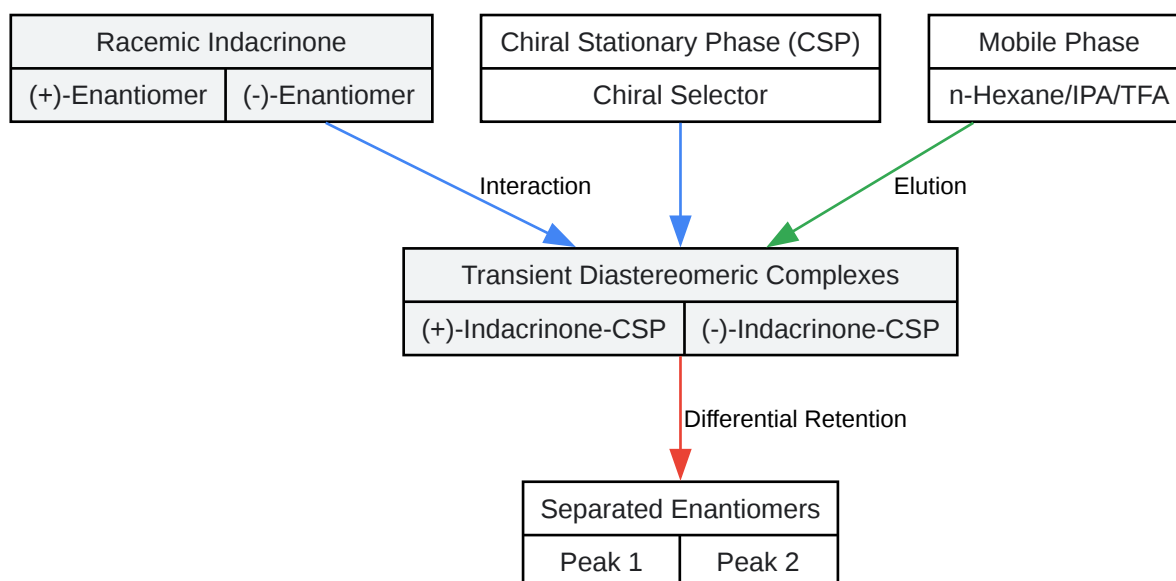 Racemic Indacrinone
(+)-Enantiomer
(-)-Enantiomer
Chiral Stationary Phase (CSP)
Chiral Selector
Mobile Phase
n-Hexane/IPA/TFA
Interaction
Elution
Transient Diastereomeric Complexes
(+)-Indacrinone-CSP
(-)-Indacrinone-CSP
Differential Retention
Separated Enantiomers
Peak 1
Peak 2